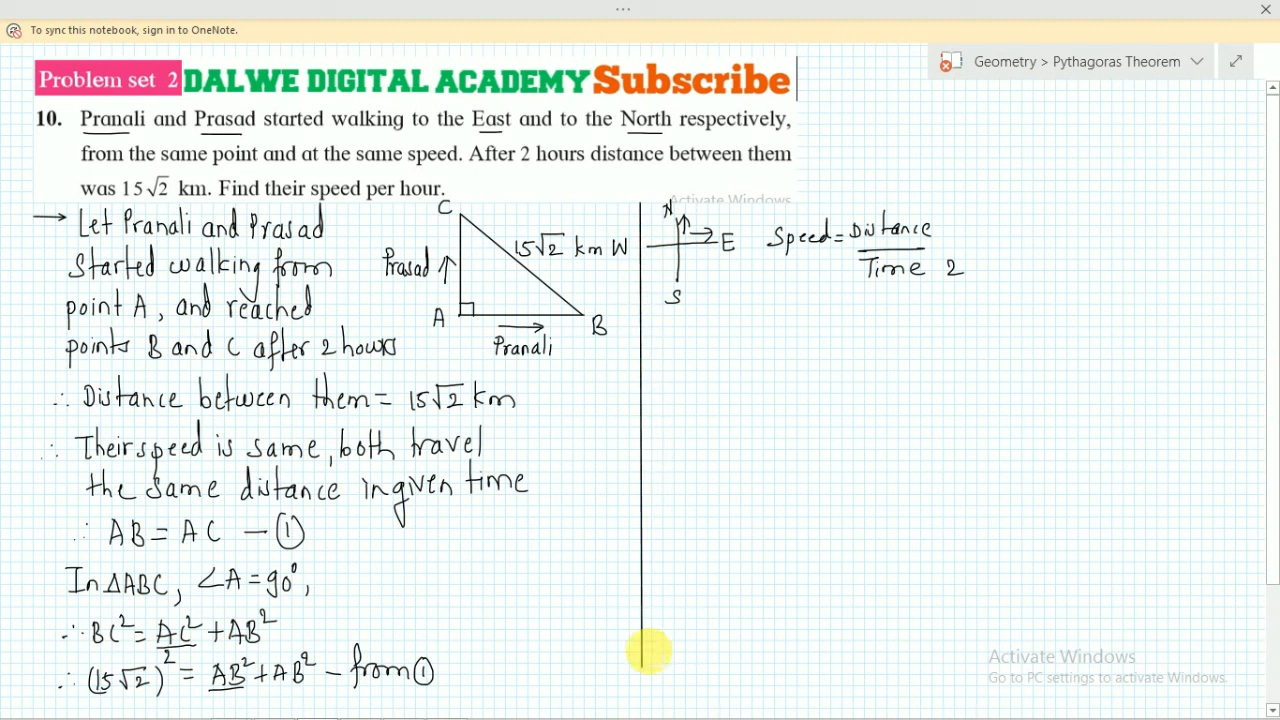 To sync this notebook, sign in to OneNote.
Geometry > Pythagoras Theorem
Problem set 2 DALWE DIGITAL ACADEMY Subscribe
10. Pranali and Prasad started walking to the East and to the North respectively,
from the same point and at the same speed. After 2 hours distance between them
was 15√2 km. Find their speed per hour.
Activate Windows
→ Let Pranali and Prasad
Started walking from
point A, and reached
points B and C after 2 hours
∴ Distance between them = 15√2 km
∴ Their speed is same, both travel
the same distance in given time
∴ AB = AC — ①
In △ABC, ∠A = 90°,
∴ BC² = AC² + AB²
∴ (15√2)² = AB² + AB² – from ①
C
15√2 km
Prasad ↑
A
B
→
Pranali
N
W
E
S
Speed = Distance
Time 2
Activate Windows
Go to PC settings to activate Windows.